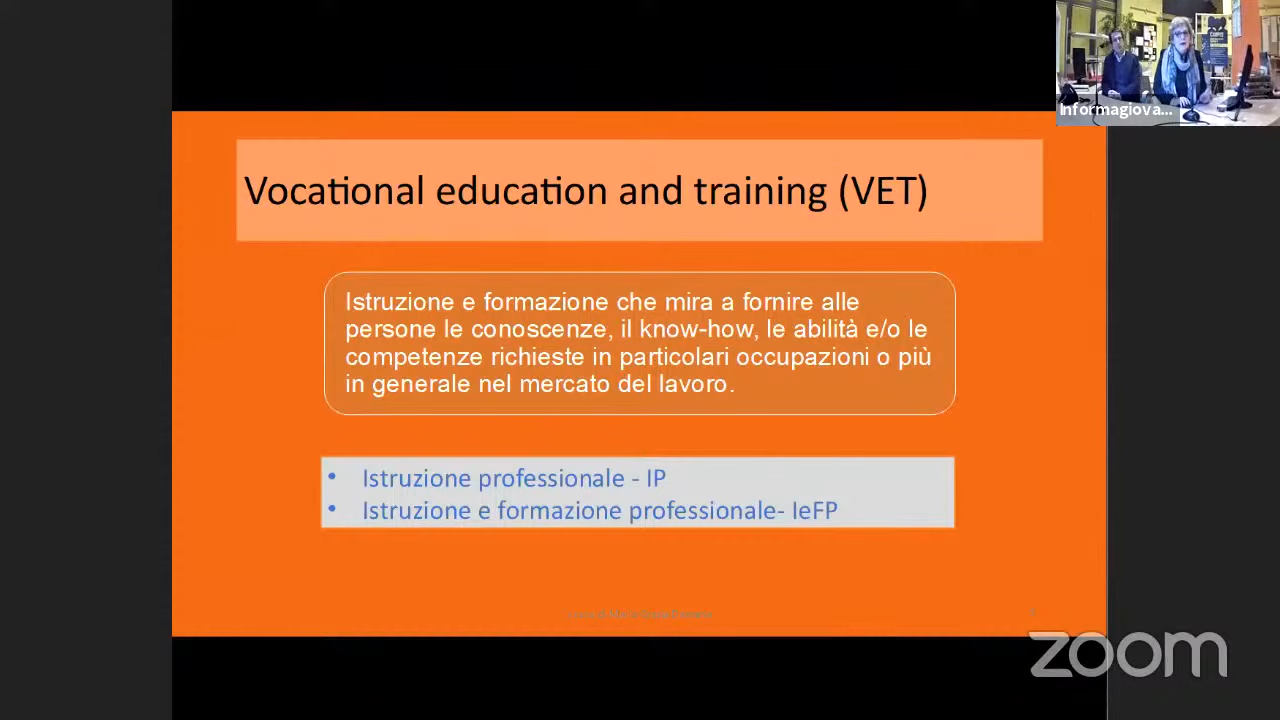 Informagiova...
Vocational education and training (VET)
Istruzione e formazione che mira a fornire alle
persone le conoscenze, il know-how, le abilità e/o le
competenze richieste in particolari occupazioni o più
in generale nel mercato del lavoro.
• Istruzione professionale - IP
• Istruzione e formazione professionale- IeFP
zoom